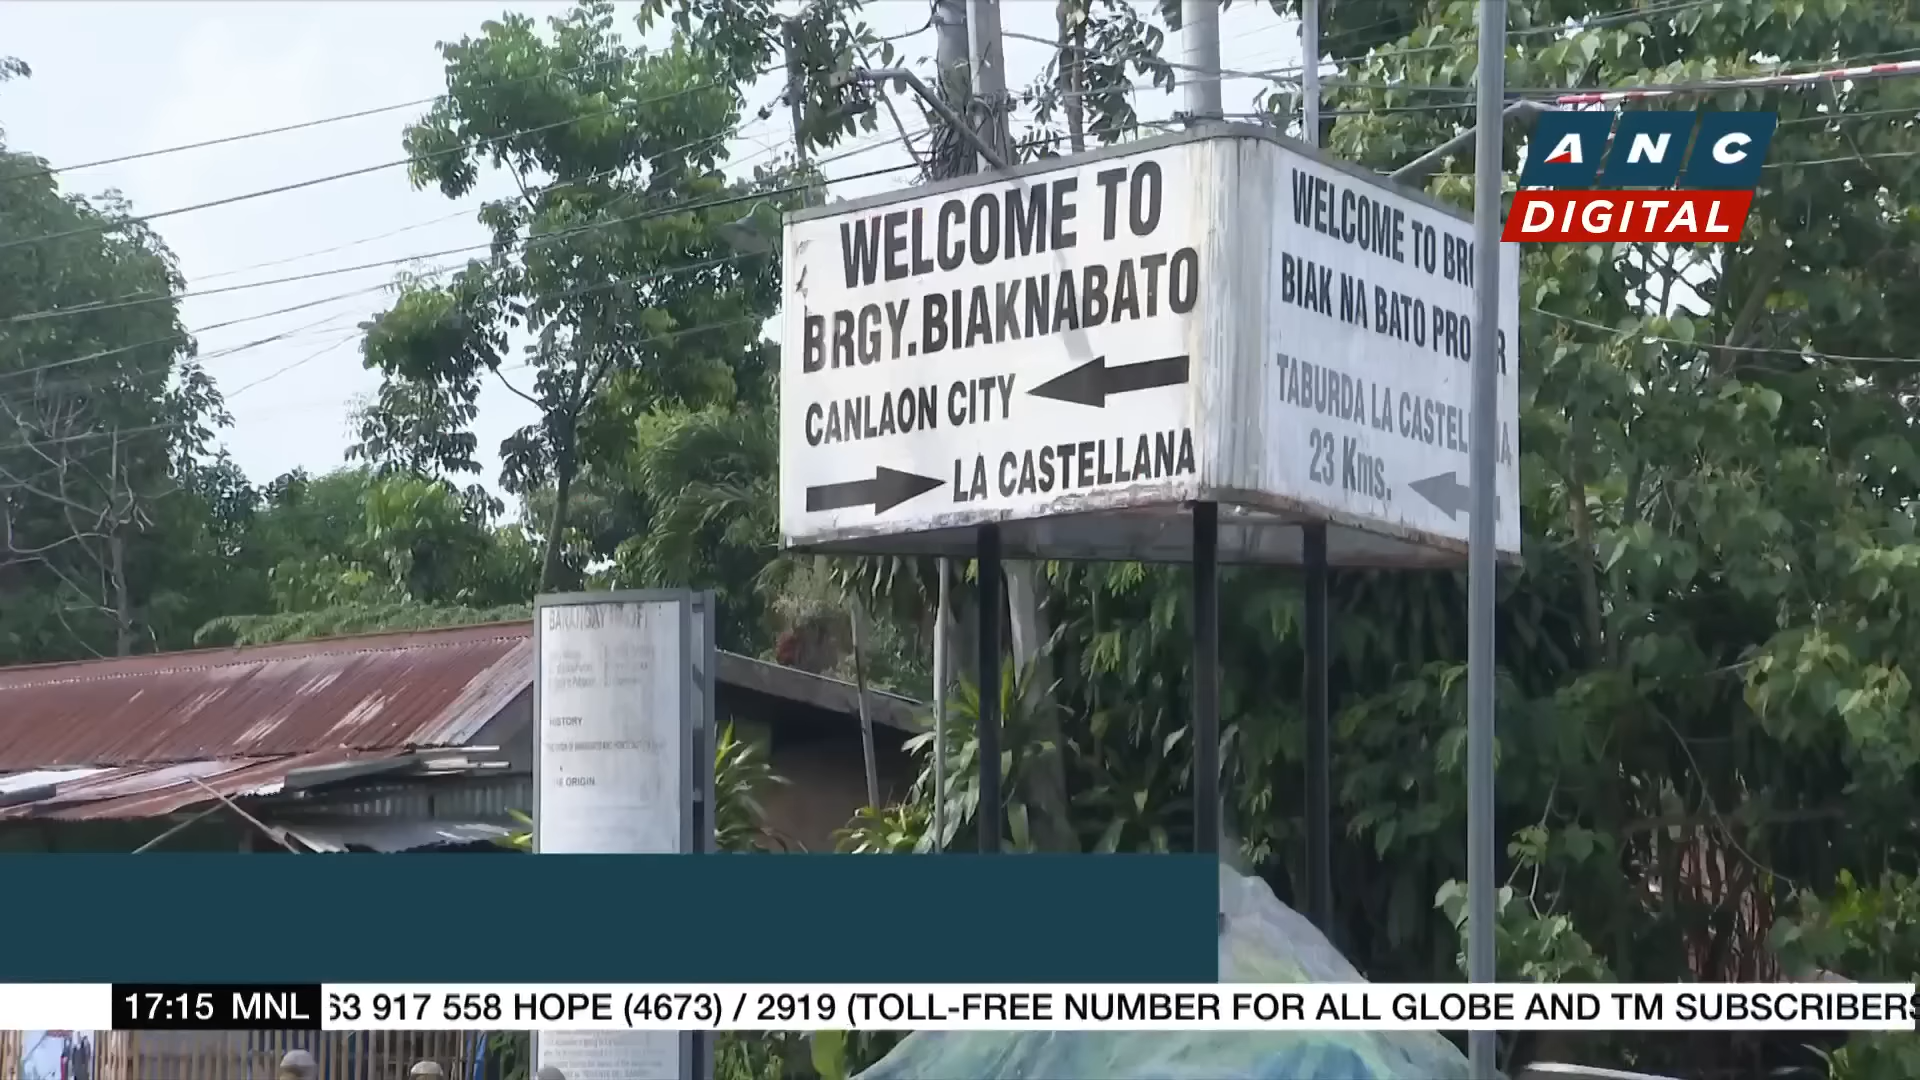 WELCOME TO
BRGY.BIAKNABATO
CANLAON CITY
LA CASTELLANA
WELCOME TO BR
BIAK NA BATO PRO R
TABURDA LA CASTEL A
23 Kms.
ANC
DIGITAL
HISTORY
ORIGIN
17:15 MNL
63 917 558 HOPE (4673) / 2919 (TOLL-FREE NUMBER FOR ALL GLOBE AND TM SUBSCRIBERS